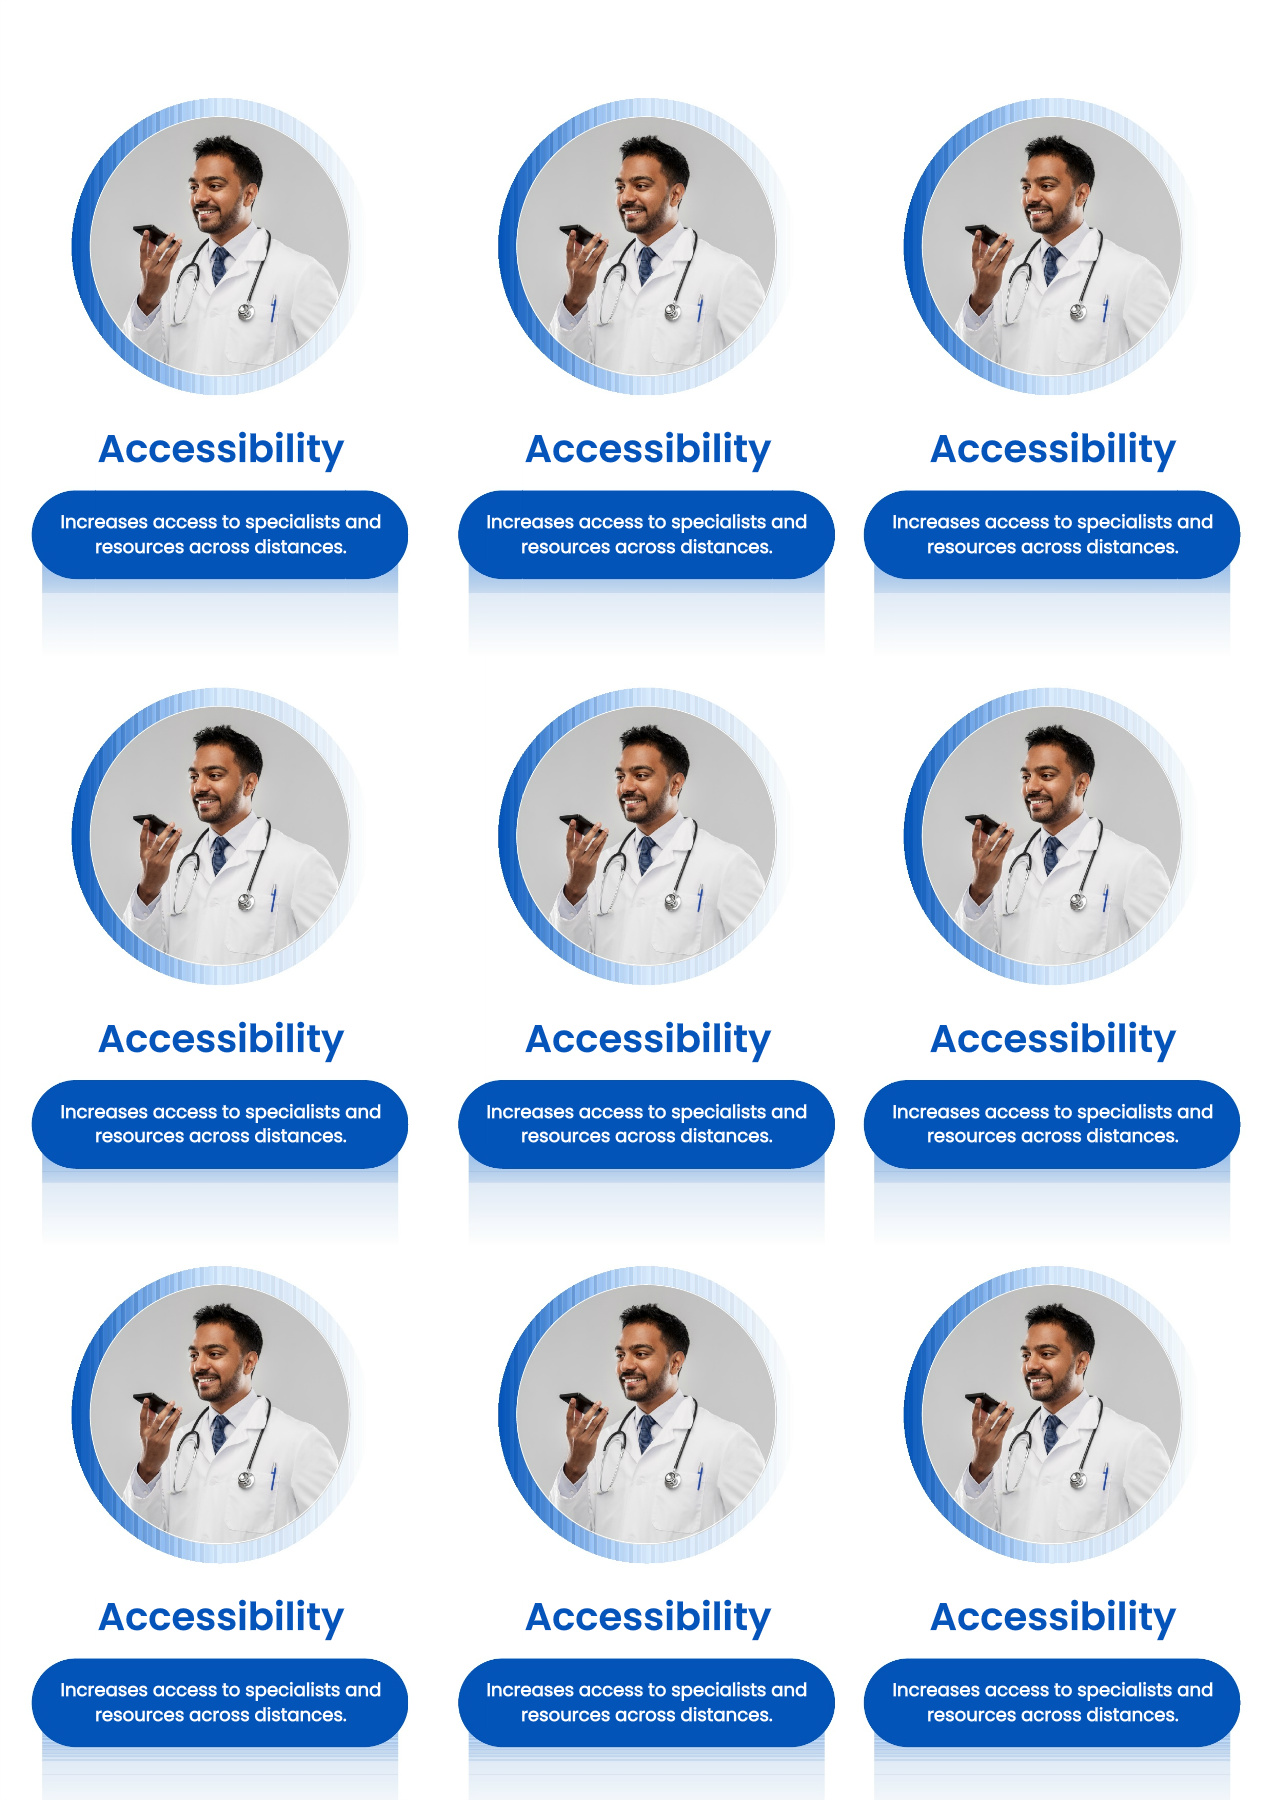 Accessibility
Accessibility
Accessibility
Increases access to specialists and
resources across distances.
Increases access to specialists and
resources across distances.
Increases access to specialists and
resources across distances.
Accessibility
Accessibility
Accessibility
Increases access to specialists and
resources across distances.
Increases access to specialists and
resources across distances.
Increases access to specialists and
resources across distances.
Accessibility
Accessibility
Accessibility
Increases access to specialists and
resources across distances.
Increases access to specialists and
resources across distances.
Increases access to specialists and
resources across distances.